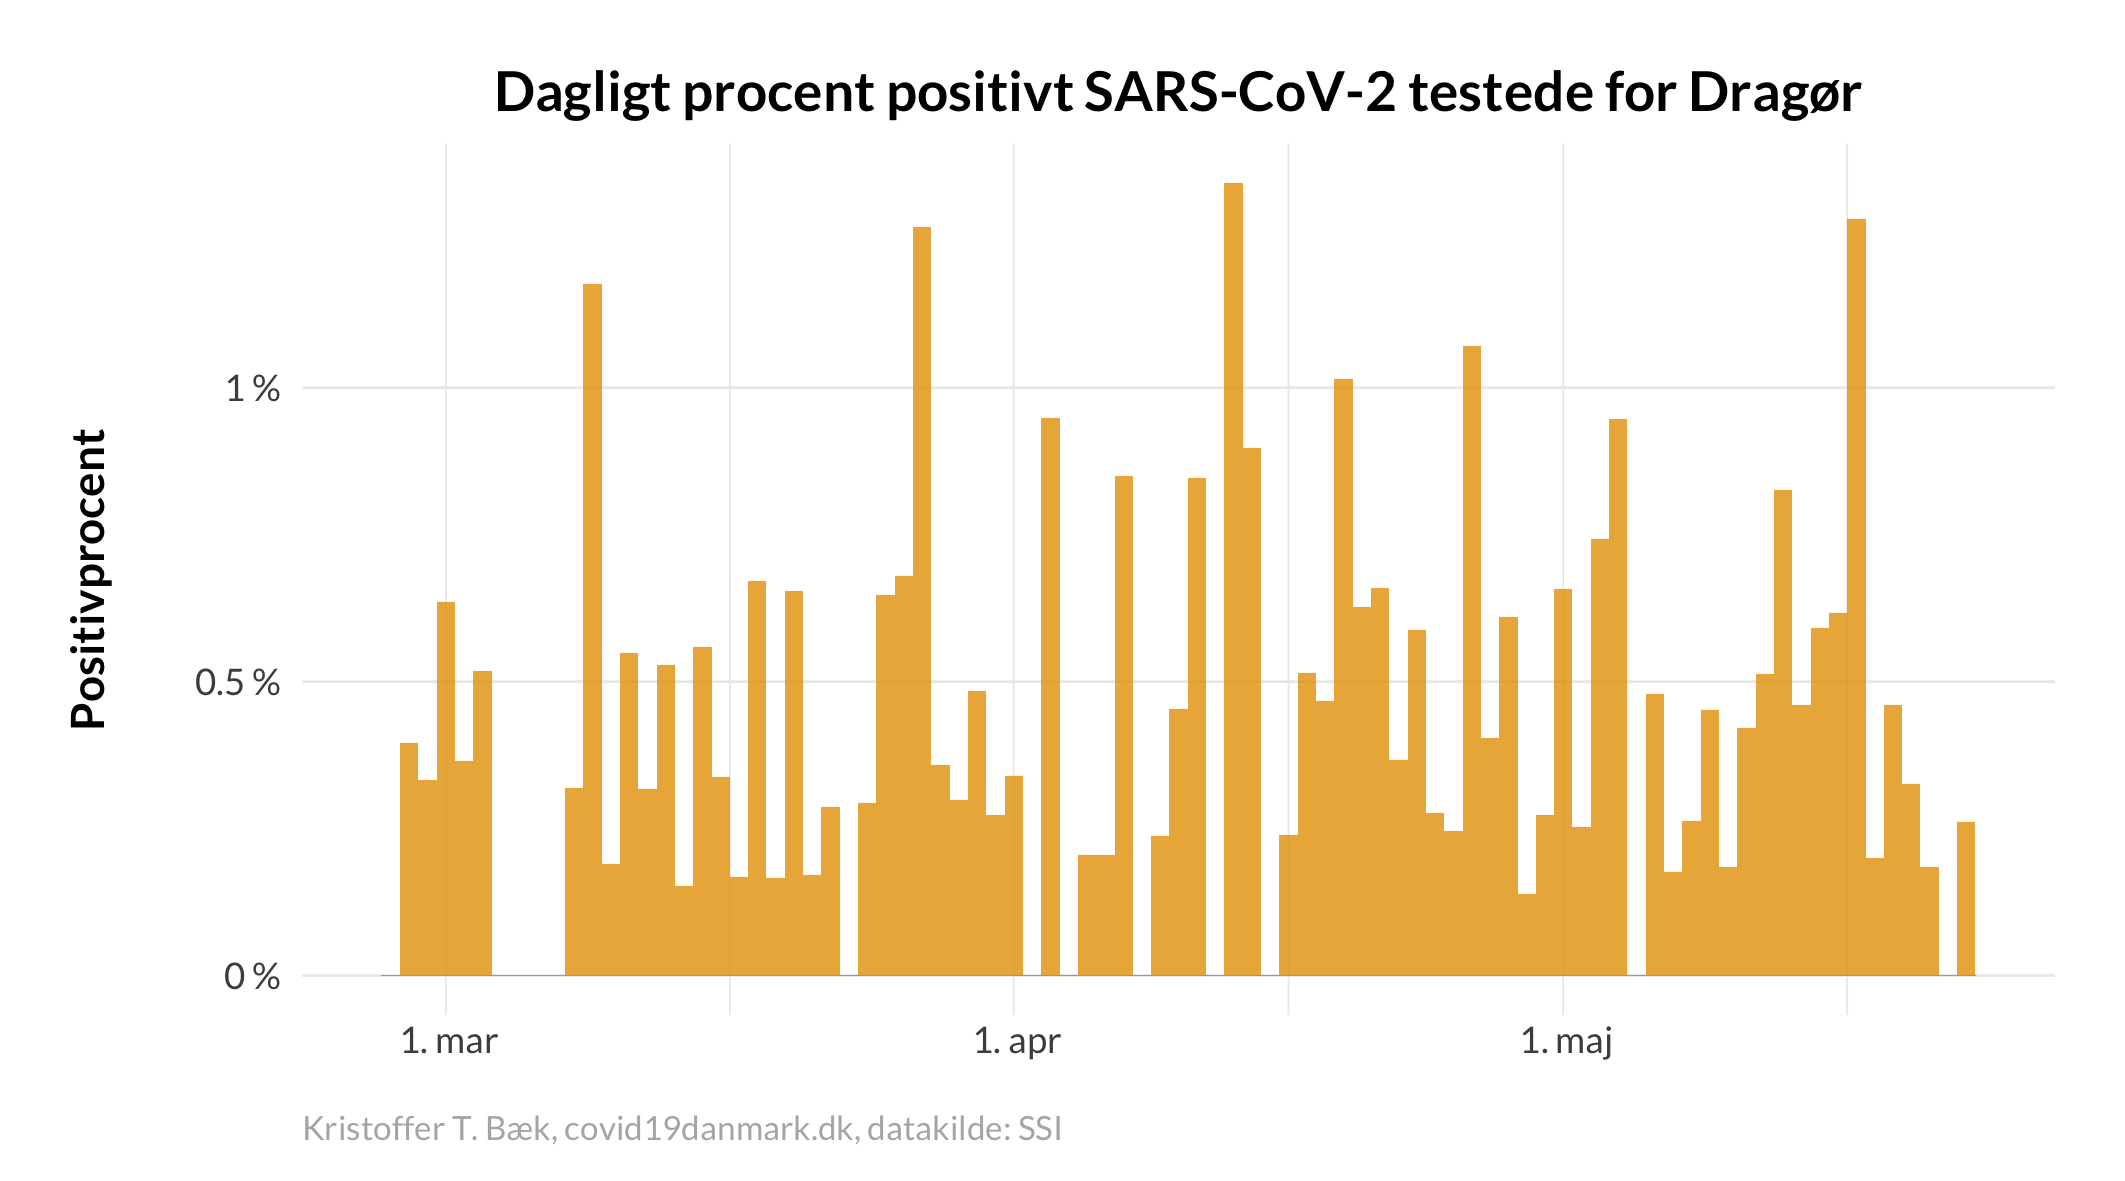 Dagligt procent positivt SARS-CoV-2 testede for Dragør
Positivprocent
1 %
0.5 %
0 %
1. mar
1. apr
1. maj
Kristoffer T. Bæk, covid19danmark.dk, datakilde: SSI